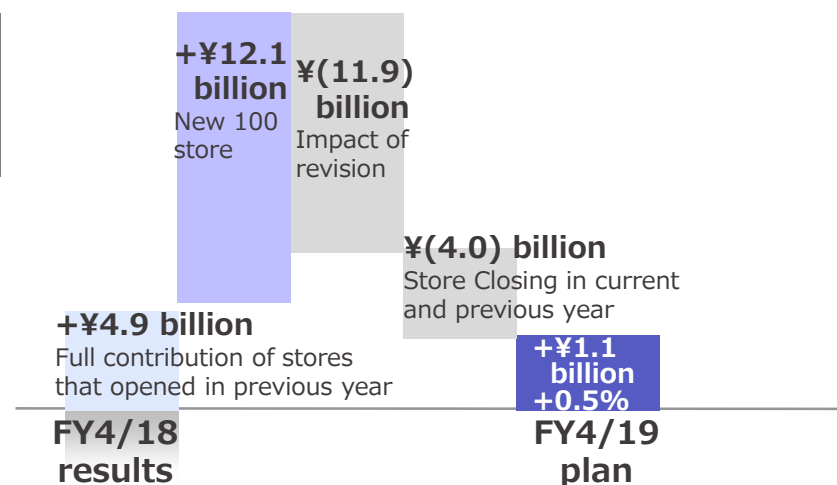 +¥12.1
billion
New 100
store
¥(11.9)
billion
Impact of
revision
¥(4.0) billion
Store Closing in current
and previous year
+¥4.9 billion
Full contribution of stores
that opened in previous year
+¥1.1
billion
+0.5%
FY4/18
results
FY4/19
plan